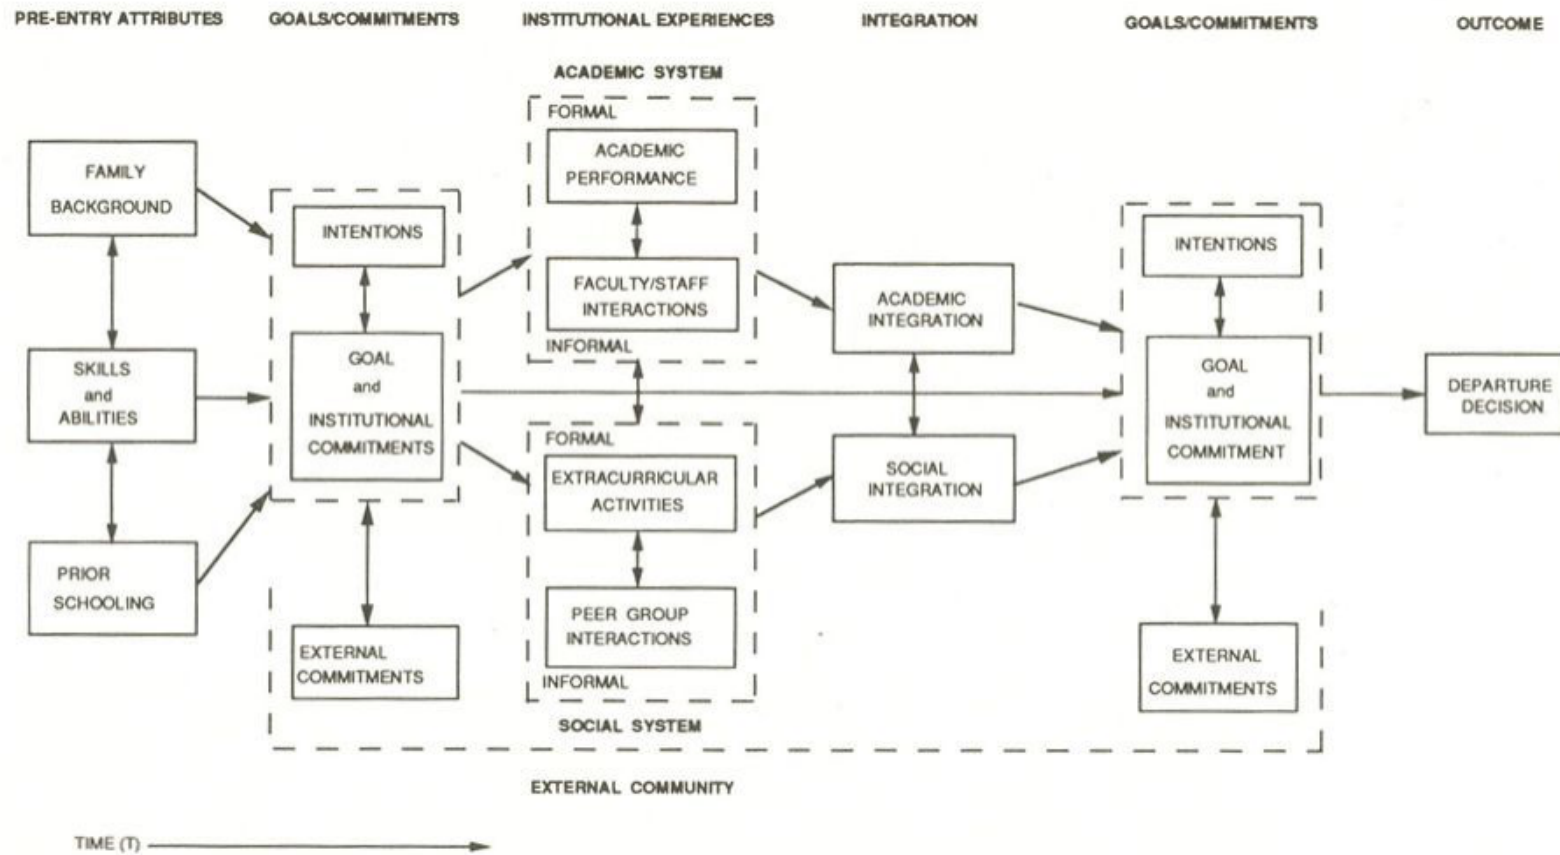 PRE-ENTRY ATTRIBUTES
GOALS/COMMITMENTS
INSTITUTIONAL EXPERIENCES
INTEGRATION
GOALS/COMMITMENTS
OUTCOME
FAMILY
BACKGROUND
SKILLS
and
ABILITIES
PRIOR
SCHOOLING
INTENTIONS
GOAL
and
INSTITUTIONAL
COMMITMENTS
EXTERNAL
COMMITMENTS
ACADEMIC SYSTEM
FORMAL
ACADEMIC
PERFORMANCE
FACULTY/STAFF
INTERACTIONS
INFORMAL
FORMAL
EXTRACURRICULAR
ACTIVITIES
PEER GROUP
INTERACTIONS
INFORMAL
SOCIAL SYSTEM
ACADEMIC
INTEGRATION
SOCIAL
INTEGRATION
INTENTIONS
GOAL
and
INSTITUTIONAL
COMMITMENT
EXTERNAL
COMMITMENTS
DEPARTURE
DECISION
EXTERNAL COMMUNITY
TIME (T)